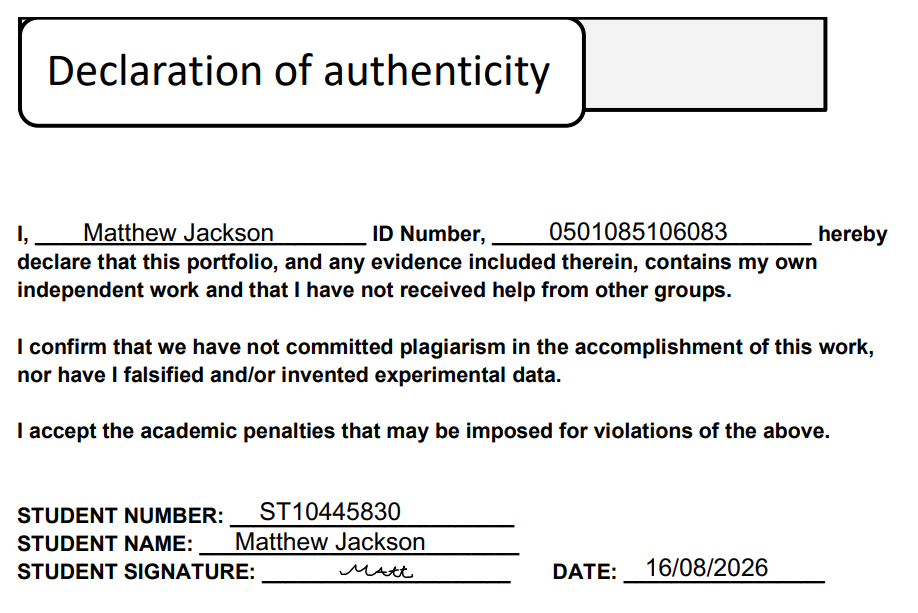 Declaration of authenticity
I, Matthew Jackson ID Number, 0501085106083 hereby
declare that this portfolio, and any evidence included therein, contains my own
independent work and that I have not received help from other groups.
I confirm that we have not committed plagiarism in the accomplishment of this work,
nor have I falsified and/or invented experimental data.
I accept the academic penalties that may be imposed for violations of the above.
STUDENT NUMBER: ST10445830
STUDENT NAME: Matthew Jackson
STUDENT SIGNATURE: Matt DATE: 16/08/2026